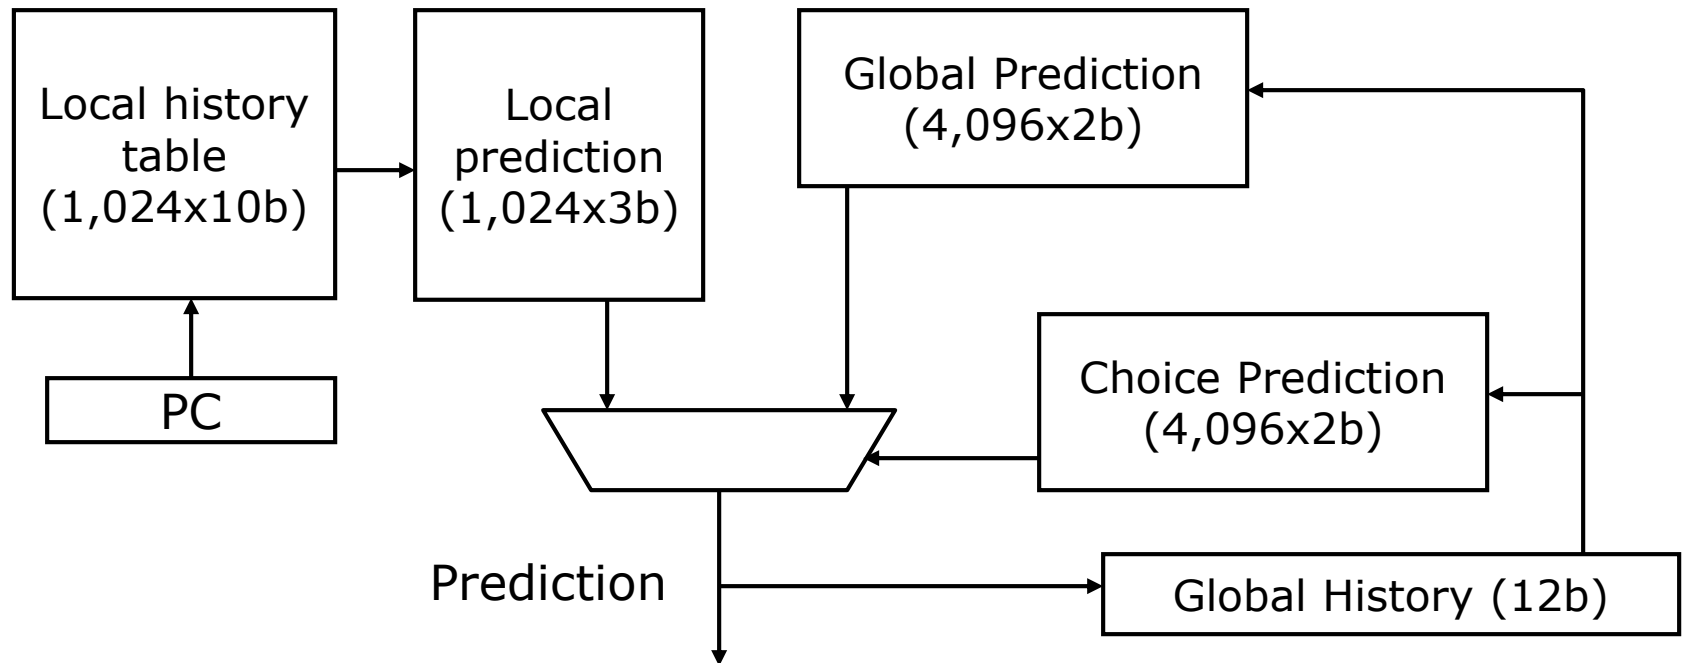 Local history
table
(1,024x10b)
Local
prediction
(1,024x3b)
Global Prediction
(4,096x2b)
PC
Choice Prediction
(4,096x2b)
Prediction
Global History (12b)